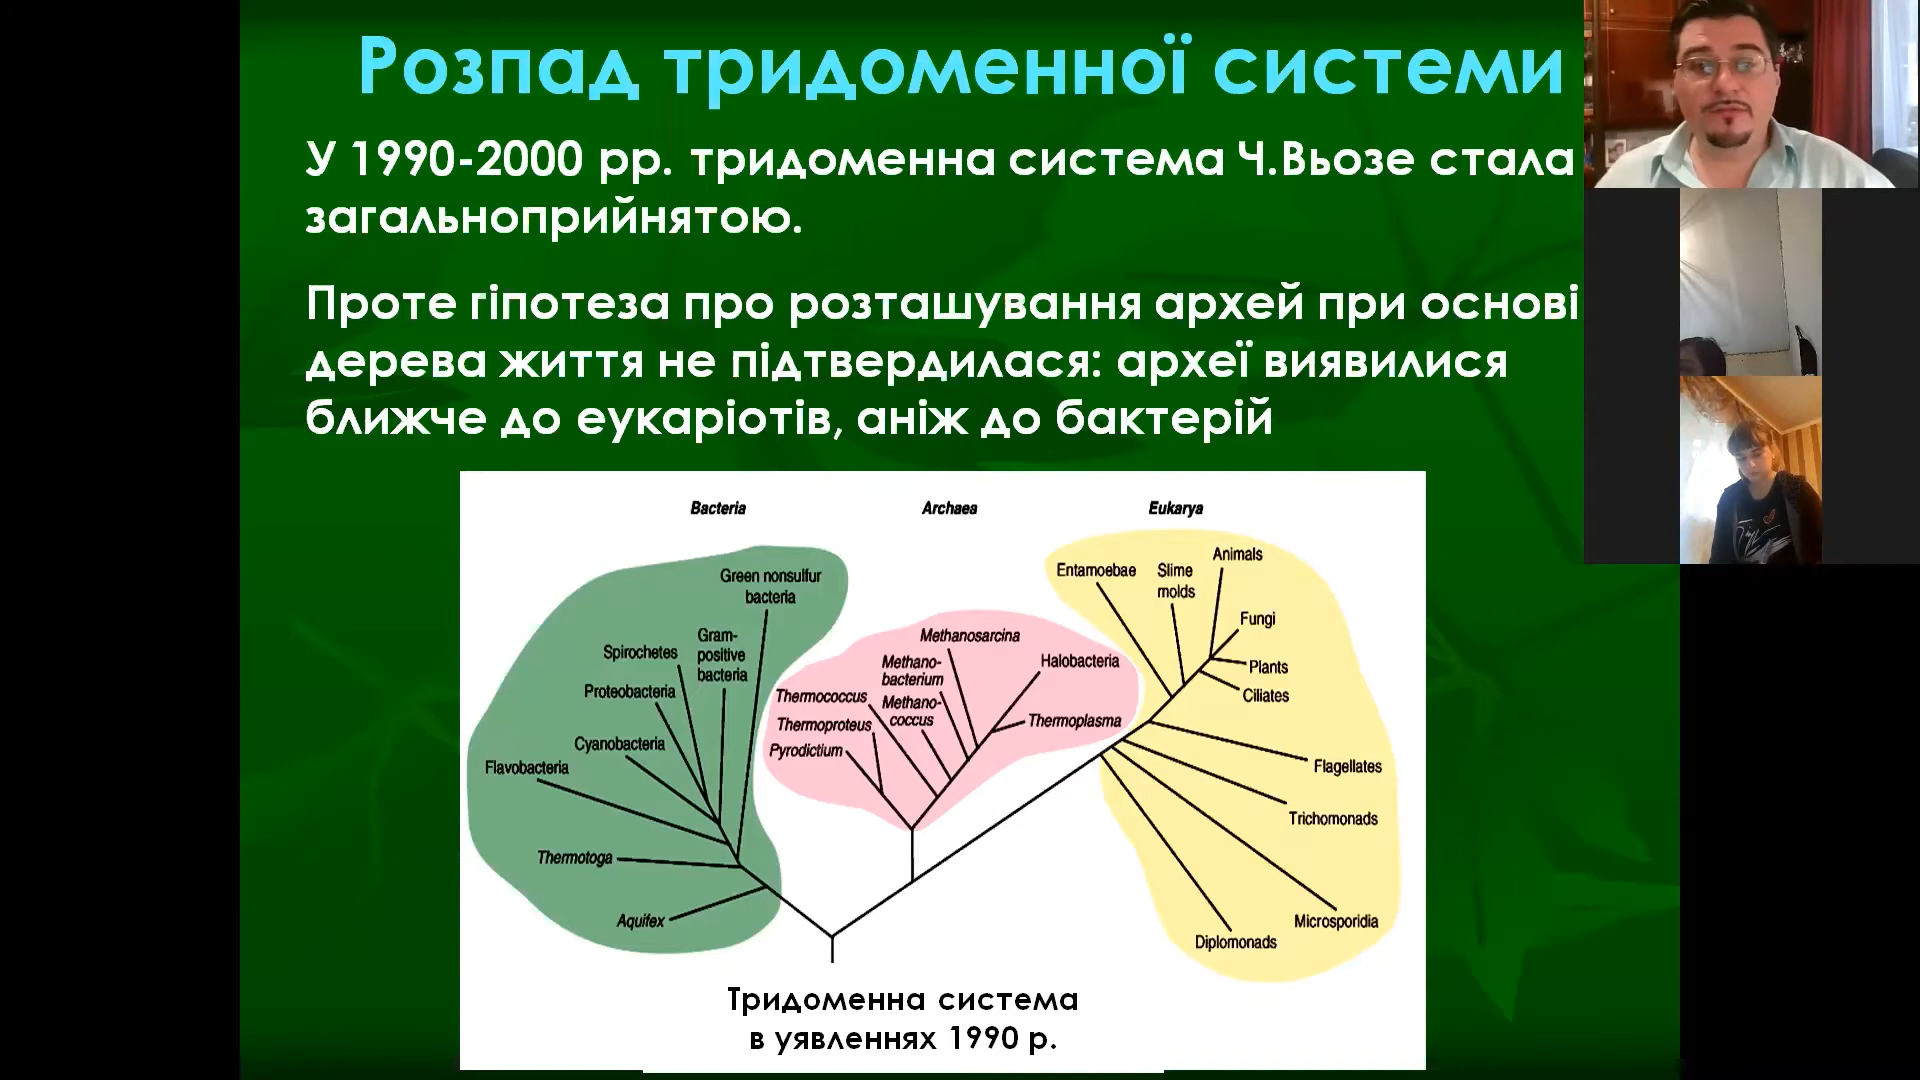 Розпад тридоменної системи
У 1990-2000 рр. тридоменна система Ч.Вьозе стала
загальноприйнятою.
Проте гіпотеза про розташування архей при основі
дерева життя не підтвердилася: археї виявилися
ближче до еукаріотів, аніж до бактерій
Bacteria
Archaea
Eukarya
Green nonsulfur
bacteria
Spirochetes
Gram-
positive
bacteria
Proteobacteria
Cyanobacteria
Flavobacteria
Thermotoga
Aquifex
Methanosarcina
Methano-
bacterium
Halobacteria
Thermococcus
Methano-
coccus
Thermoproteus
Thermoplasma
Pyrodictium
Entamoebae
Slime
molds
Animals
Fungi
Plants
Ciliates
Flagellates
Trichomonads
Microsporidia
Diplomonads
Тридоменна система
в уявленнях 1990 р.